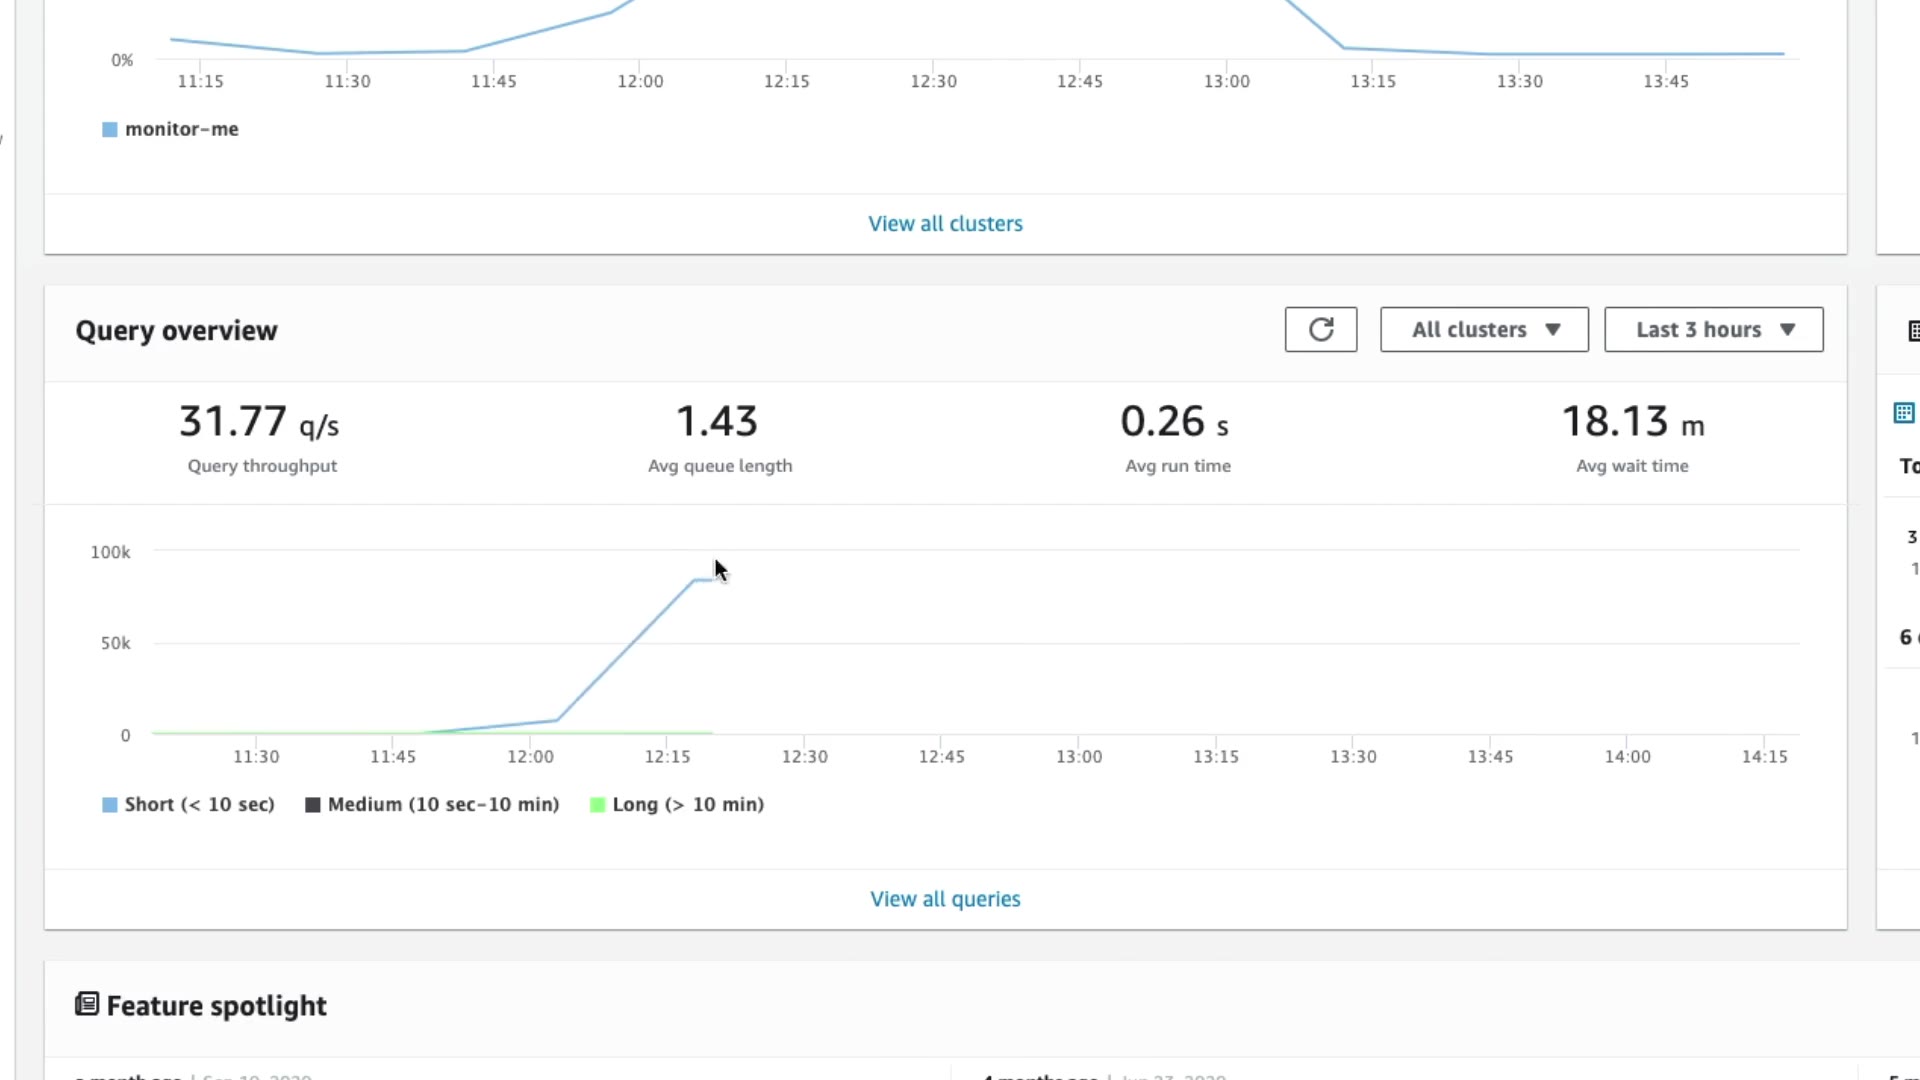 0%
11:15 11:30 11:45 12:00 12:15 12:30 12:45 13:00 13:15 13:30 13:45
monitor-me
View all clusters
Query overview
All clusters
Last 3 hours
31.77 q/s
Query throughput
1.43
Avg queue length
0.26 s
Avg run time
18.13 m
Avg wait time
100k
50k
0
11:30 11:45 12:00 12:15 12:30 12:45 13:00 13:15 13:30 13:45 14:00 14:15
Short (< 10 sec) Medium (10 sec-10 min) Long (> 10 min)
View all queries
Feature spotlight
3
1
6
1